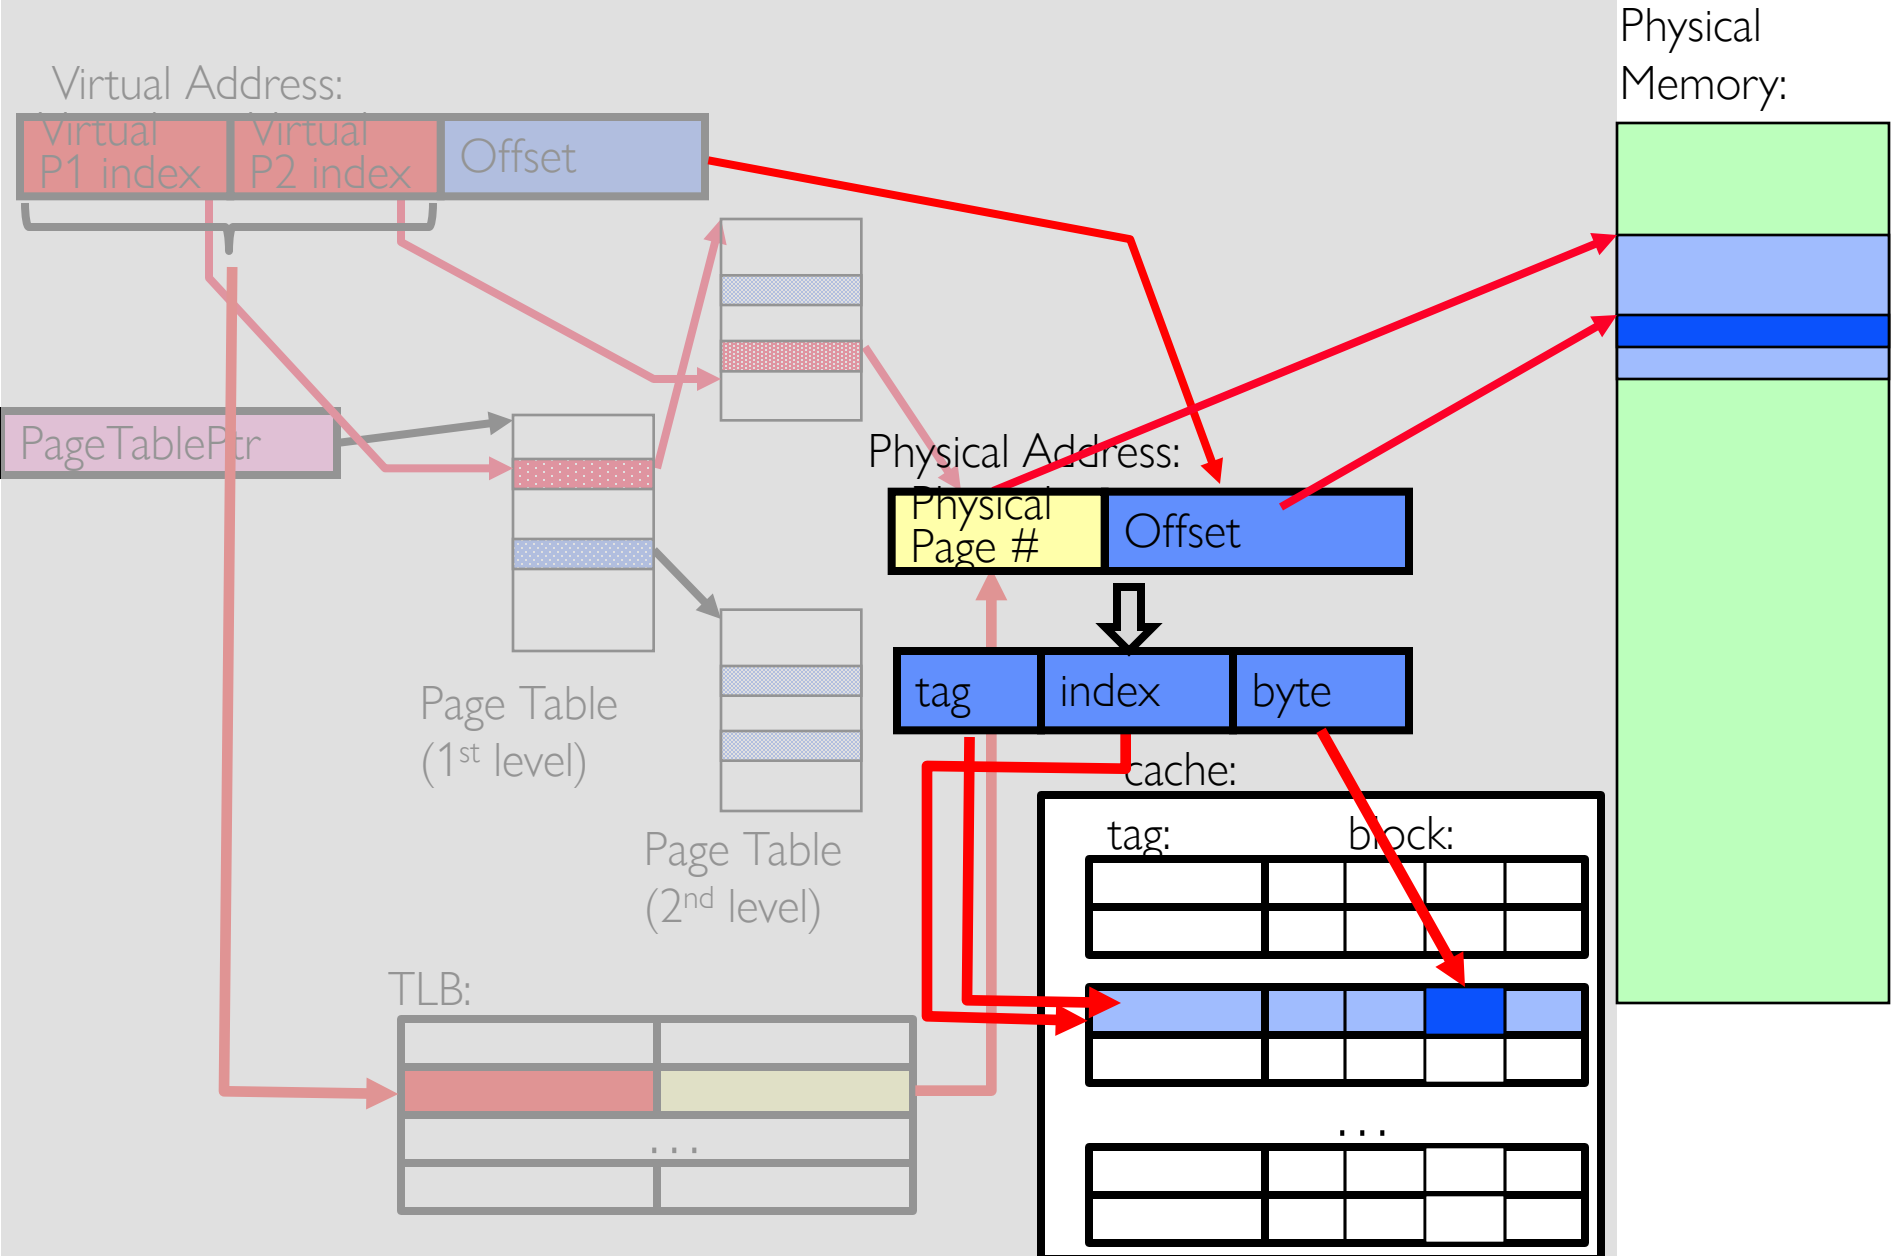 Physical
Memory:
Virtual Address:
Virtual
P1 index
Virtual
P2 index
Offset
PageTablePtr
Physical Address:
Physical
Page #
Offset
tag
index
byte
Page Table
(1st level)
cache:
tag:
block:
Page Table
(2nd level)
TLB:
...
...